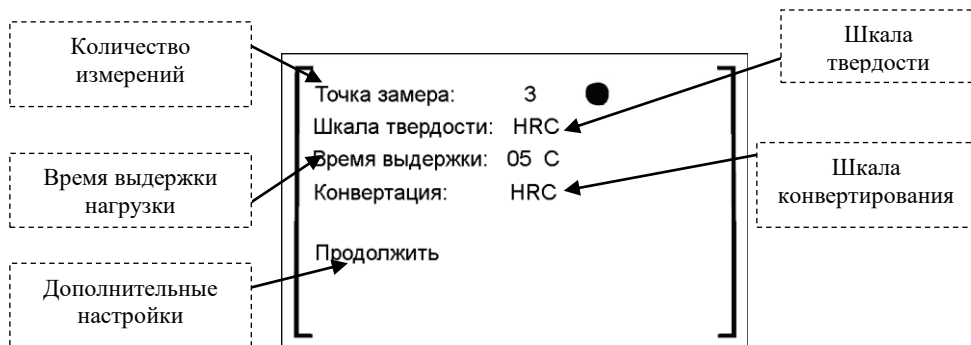 Количество
измерений
Шкала
твердости
Точка замера: 3
Шкала твердости: HRC
Время выдержки: 05 С
Конвертация: HRC
Продолжить
Время выдержки
нагрузки
Шкала
конвертирования
Дополнительные
настройки